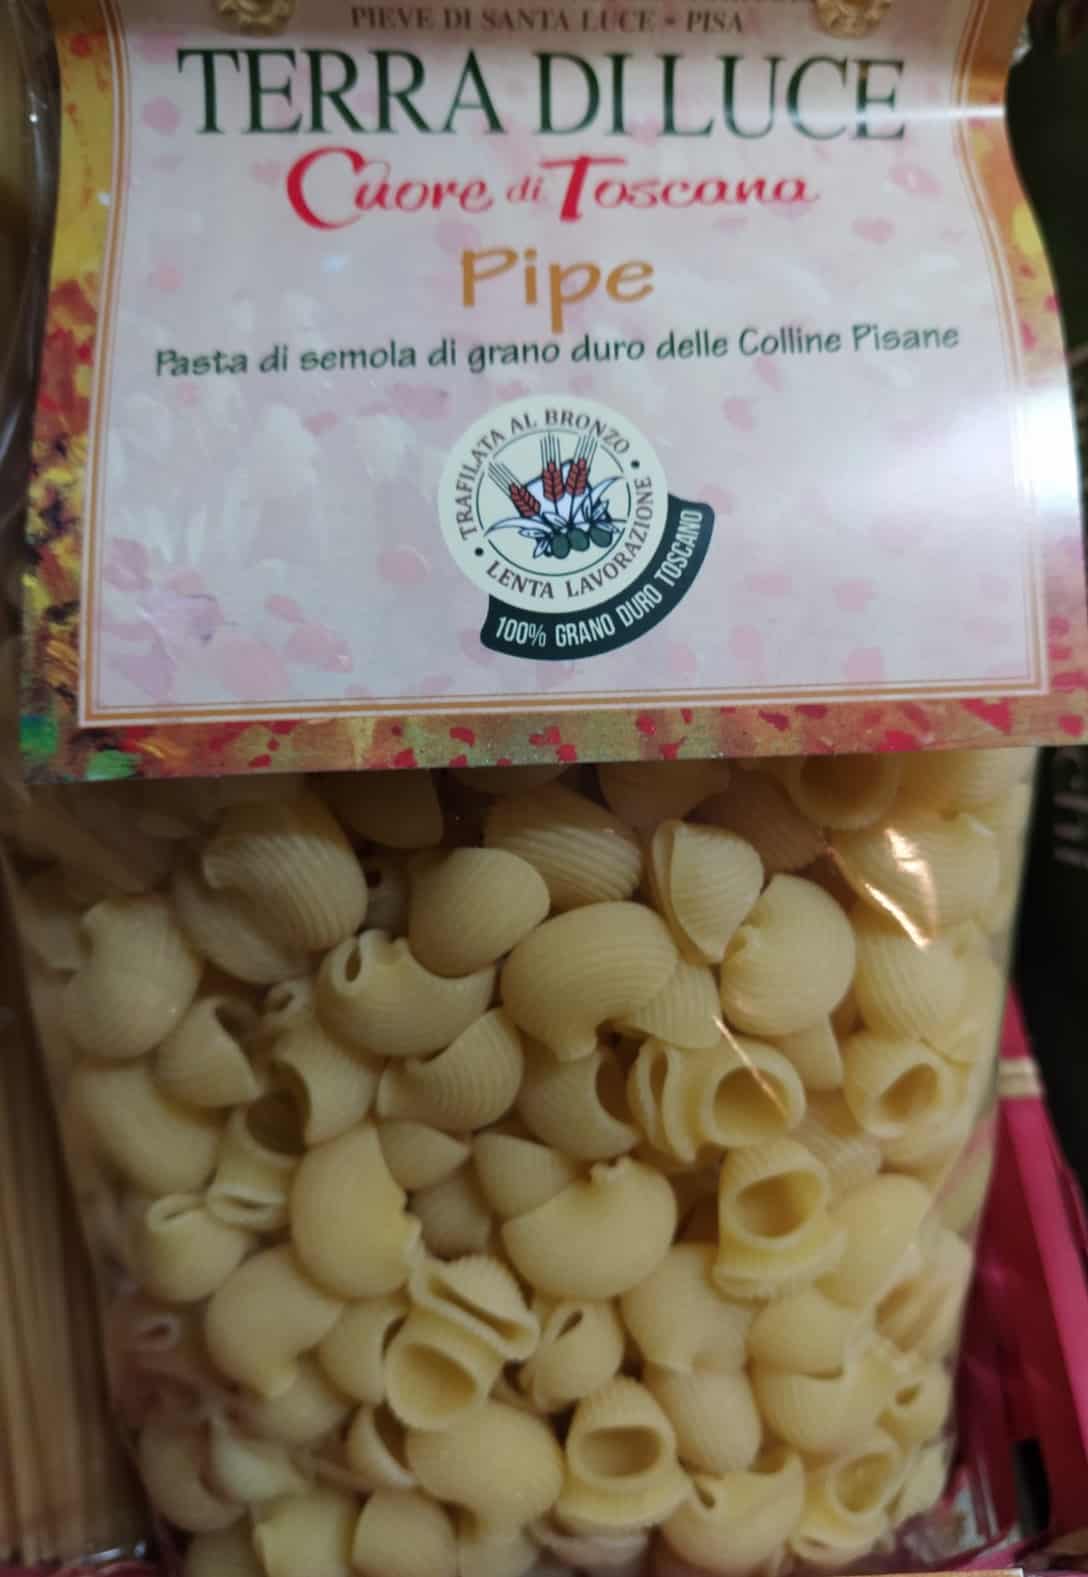 PIEVE DI SANTA LUCE - PISA
TERRA DI LUCE
Cuore di Toscana
Pipe
Pasta di semola di grano duro delle Colline Pisane
• TRAFILATA AL BRONZO •
LENTA LAVORAZIONE
100% GRANO DURO TOSCANO